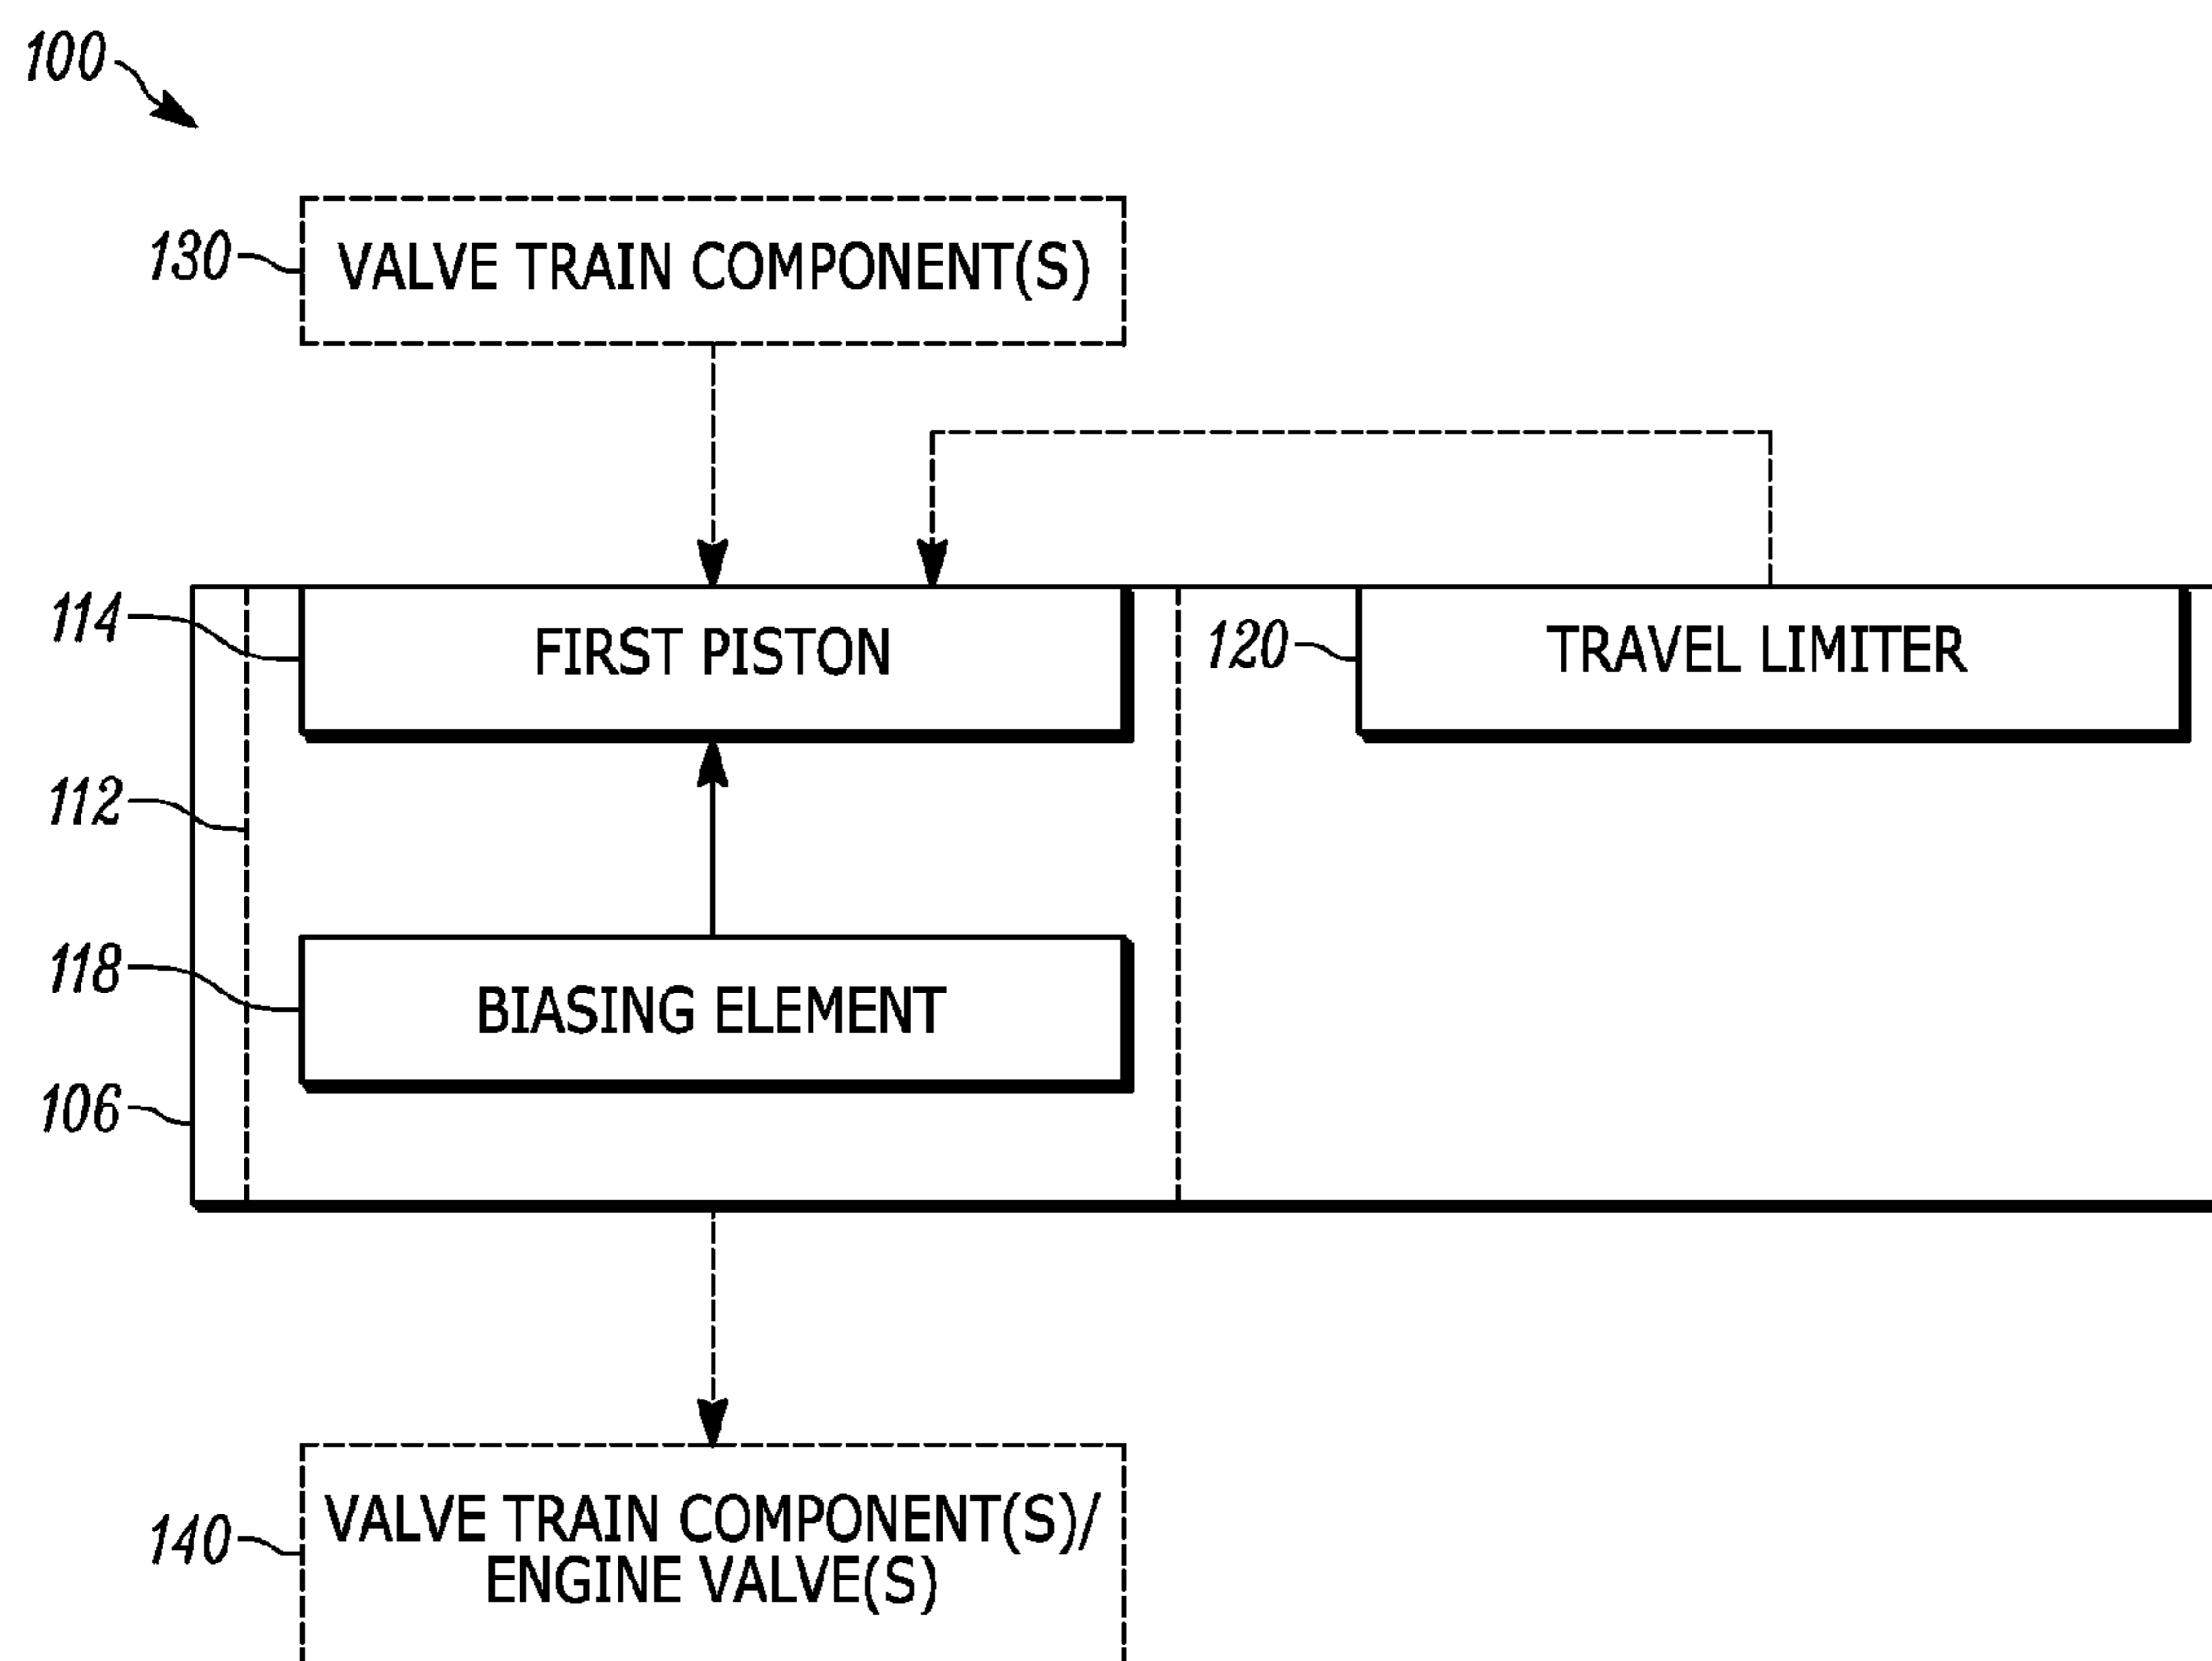 100
130
VALVE TRAIN COMPONENT(S)
114
FIRST PISTON
120
TRAVEL LIMITER
112
118
BIASING ELEMENT
106
140
VALVE TRAIN COMPONENT(S)/
ENGINE VALVE(S)